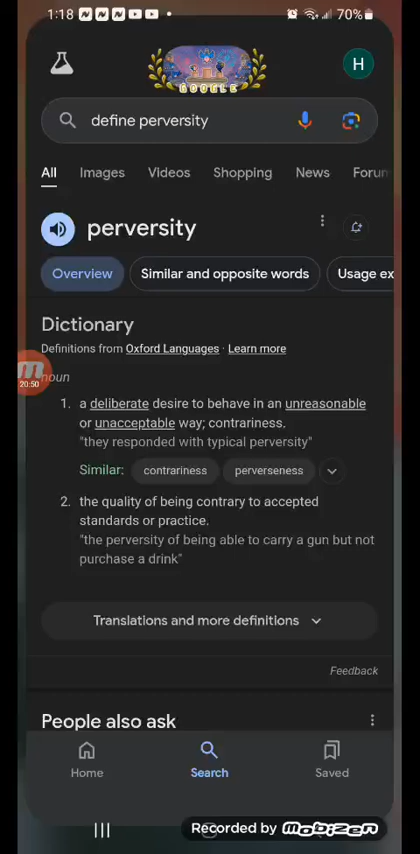 1:18
70%
H
GOOGLE
define perversity
All Images Videos Shopping News Forum
perversity
Overview Similar and opposite words Usage ex
Dictionary
Definitions from Oxford Languages · Learn more
20:50
noun
1. a deliberate desire to behave in an unreasonable
or unacceptable way; contrariness.
"they responded with typical perversity"
Similar: contrariness perverseness
2. the quality of being contrary to accepted
standards or practice.
"the perversity of being able to carry a gun but not
purchase a drink"
Translations and more definitions
Feedback
People also ask
Home Search Saved
Recorded by MOBIZEN